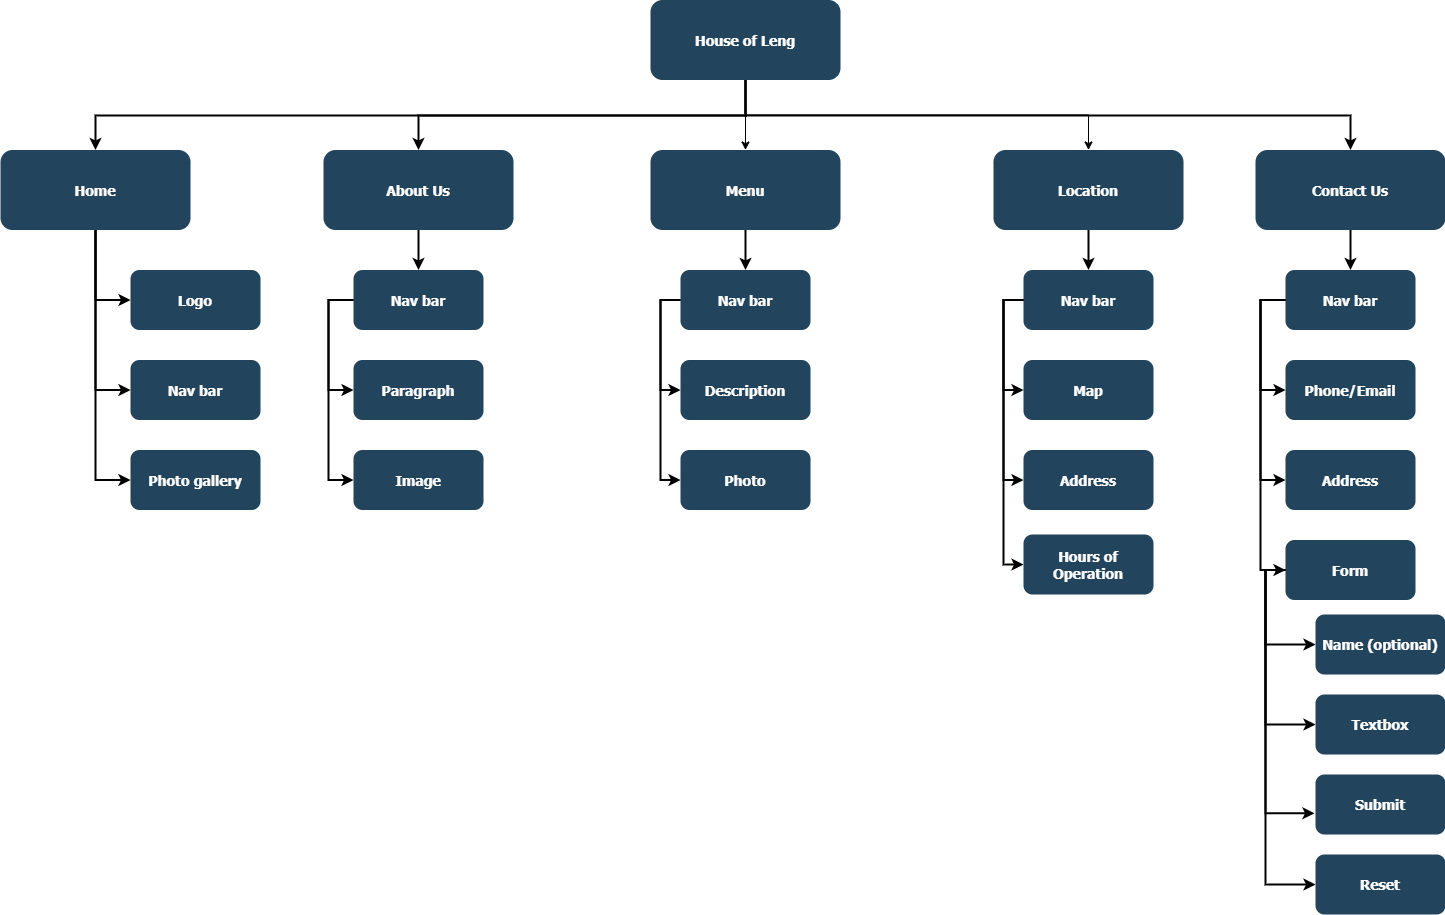 House of Leng
Home
About Us
Menu
Location
Contact Us
Logo
Nav bar
Nav bar
Nav bar
Nav bar
Nav bar
Paragraph
Description
Map
Phone/Email
Photo gallery
Image
Photo
Address
Address
Hours of
Operation
Form
Name (optional)
Textbox
Submit
Reset